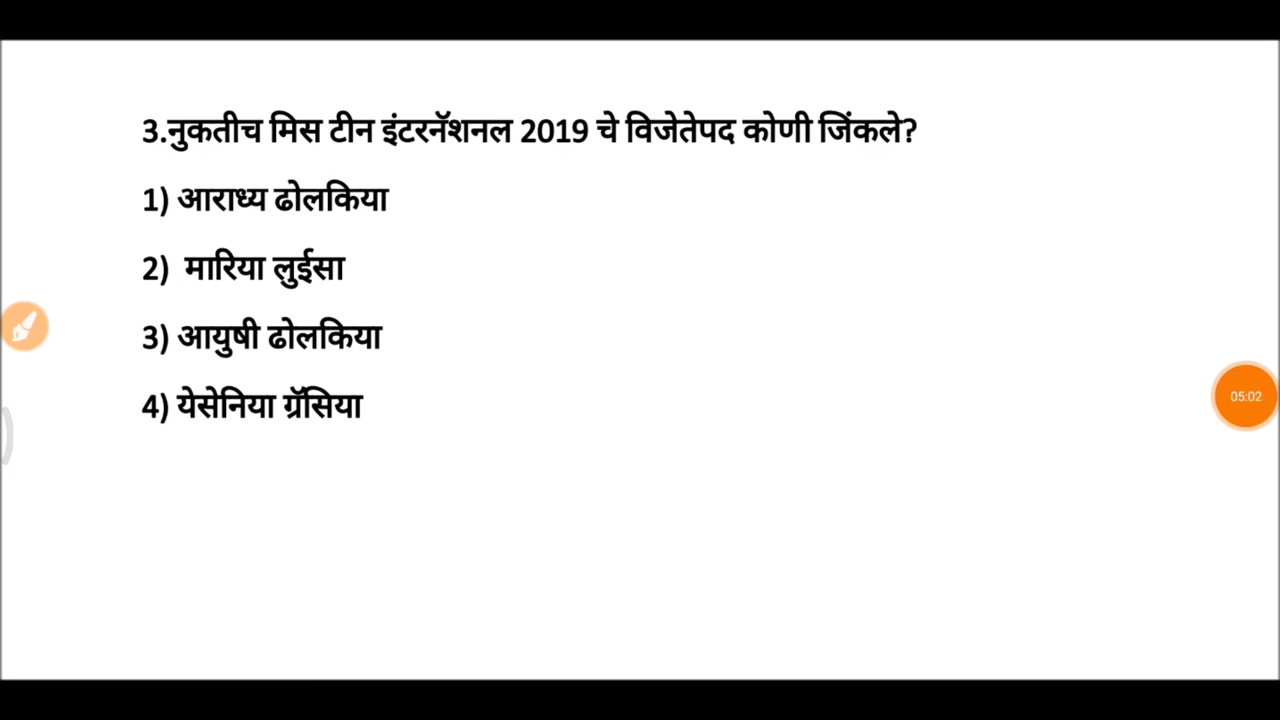 3.नुकतीच मिस टीन इंटरनॅशनल 2019 चे विजेतेपद कोणी जिंकले?
1) आराध्य ढोलकिया
2) मारिया लुईसा
3) आयुषी ढोलकिया
4) येसेनिया ग्रॅसिया
05:02